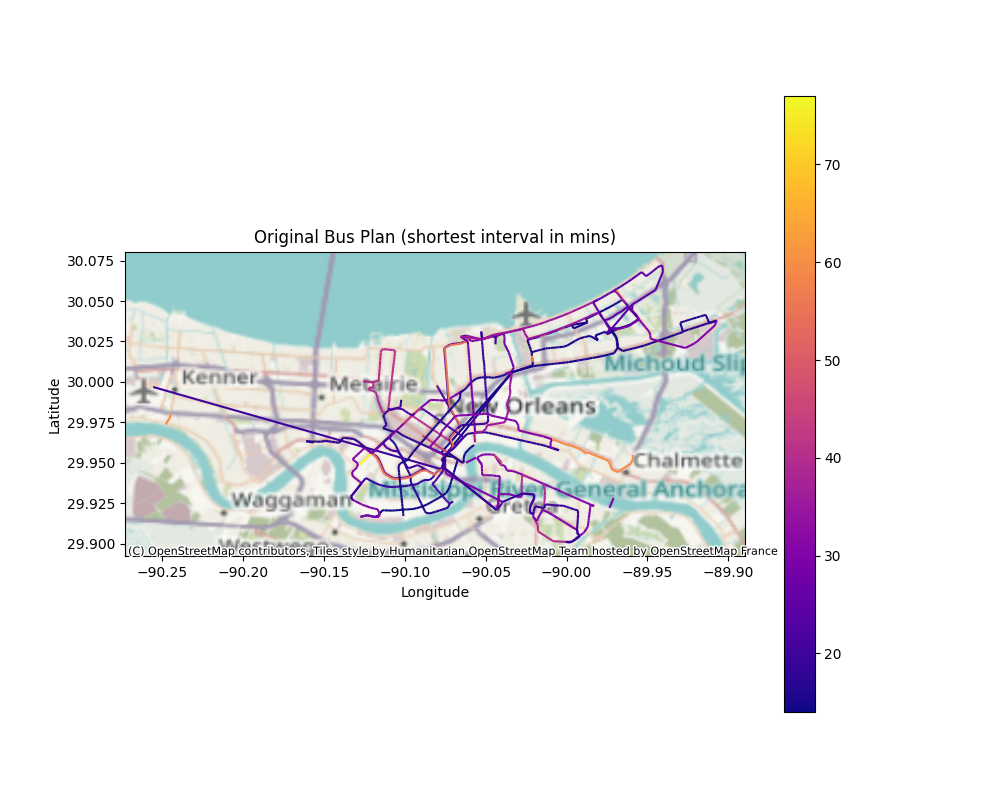 Original Bus Plan (shortest interval in mins)
30.075
30.050
30.025
30.000
29.975
29.950
29.925
29.900
Latitude
Kenner
Metairie
New Orleans
Michoud Slip
Chalmette
Waggaman
Mississippi River General Anchora
Gretna
Westwego
(C) OpenStreetMap contributors, Tiles style by Humanitarian OpenStreetMap Team hosted by OpenStreetMap France
−90.25 −90.20 −90.15 −90.10 −90.05 −90.00 −89.95 −89.90
Longitude
70
60
50
40
30
20